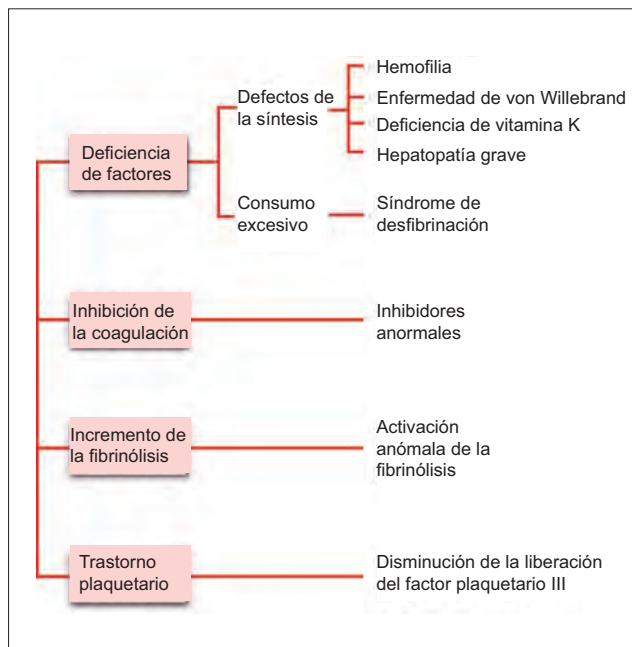 Hemofilia
Defectos de
la síntesis
Enfermedad de von Willebrand
Deficiencia de vitamina K
Hepatopatía grave
Deficiencia
de factores
Consumo
excesivo
Síndrome de
desfibrinación
Inhibición de
la coagulación
Inhibidores
anormales
Incremento de
la fibrinólisis
Activación
anómala de la
fibrinólisis
Trastorno
plaquetario
Disminución de la liberación
del factor plaquetario III